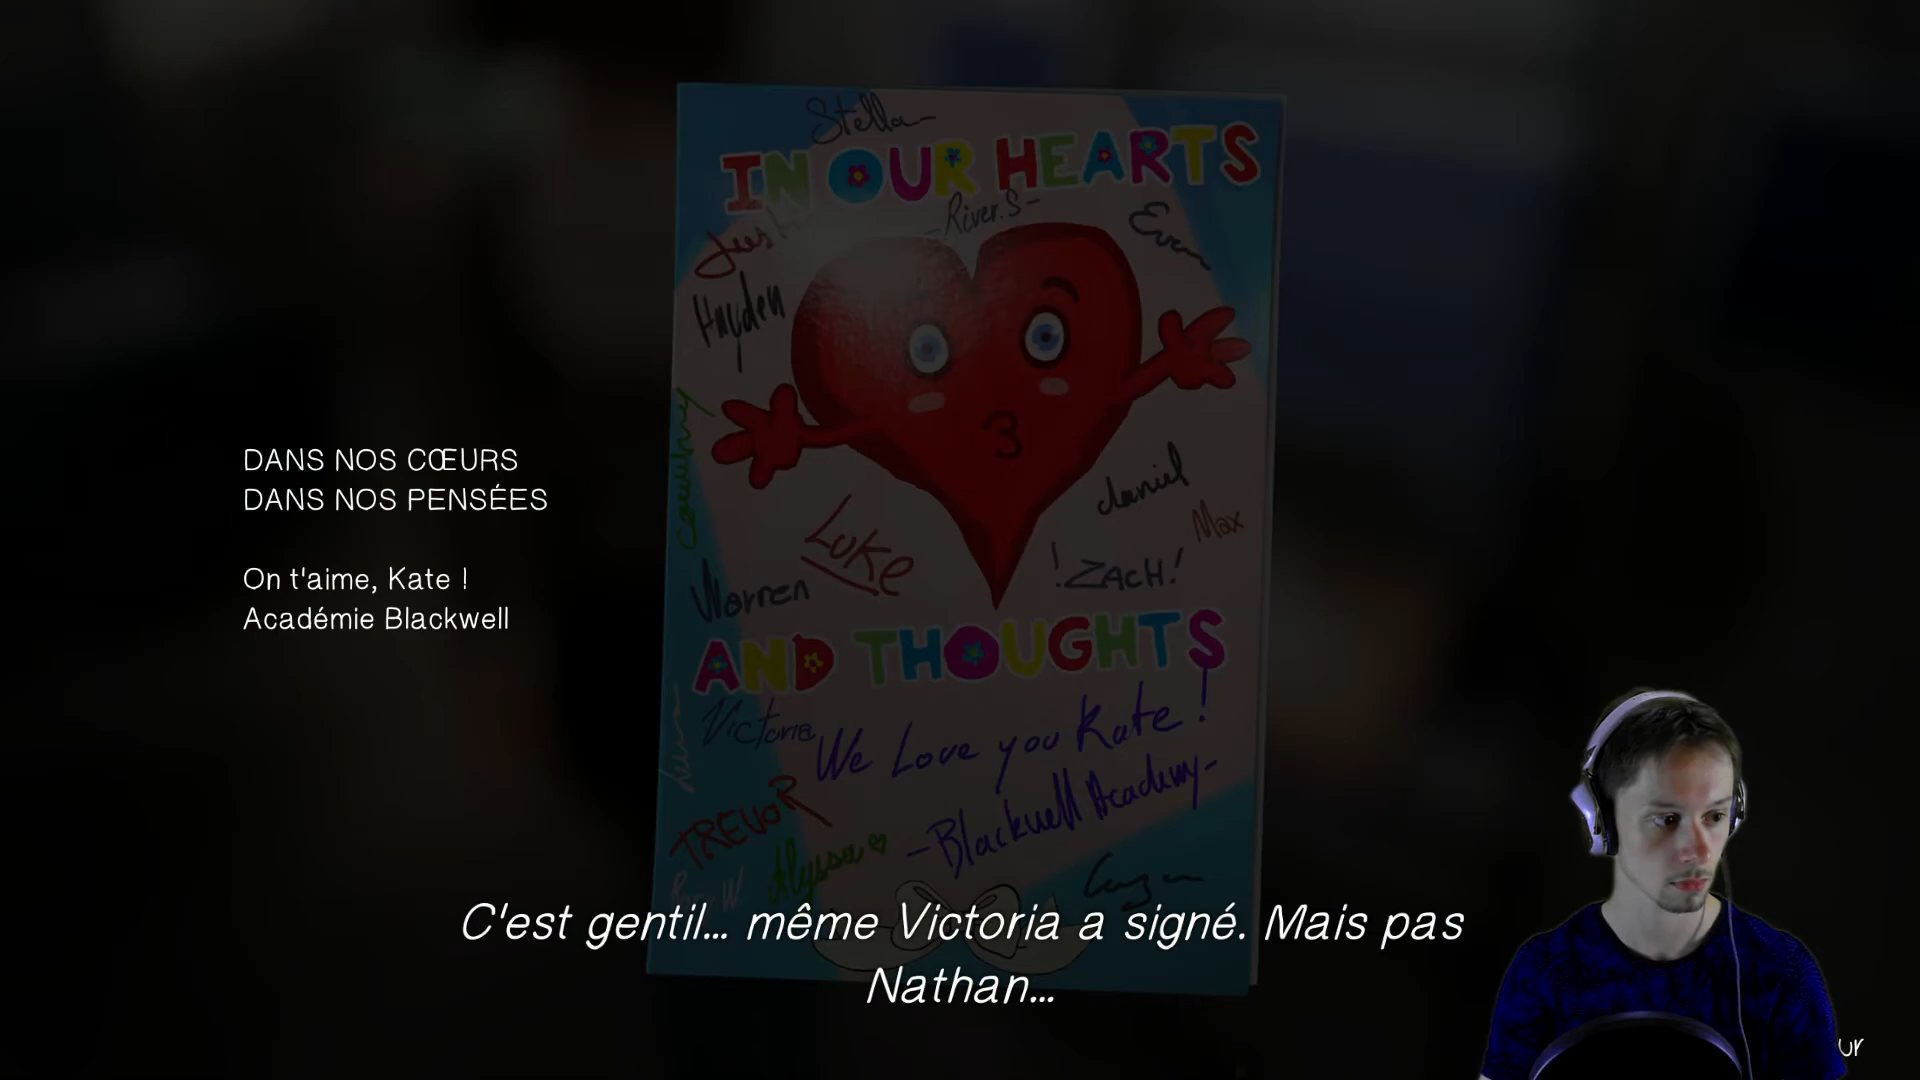 Stella
IN OUR HEARTS
-River.S-
Evan
Hayden
DANS NOS CŒURS
DANS NOS PENSÉES
On t'aime, Kate !
Académie Blackwell
Courtney
daniel
Max
Luke
!ZACH!
Warren
AND THOUGHTS
Victoria
We Love you Kate !
-Blackwell Academy-
TREVOR
Alyssa
C'est gentil... même Victoria a signé. Mais pas
Nathan...